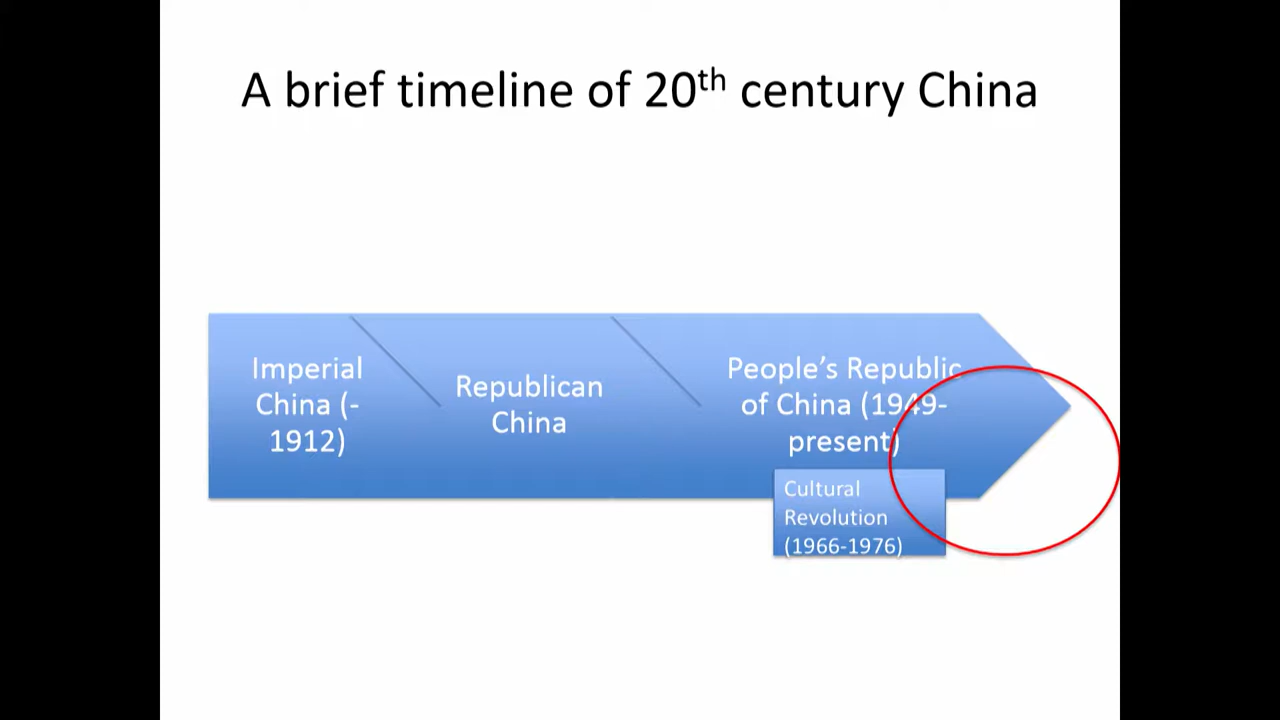 A brief timeline of 20th century China
Imperial
China (-
1912)
Republican
China
People’s Republic
of China (1949-
present)
Cultural
Revolution
(1966-1976)